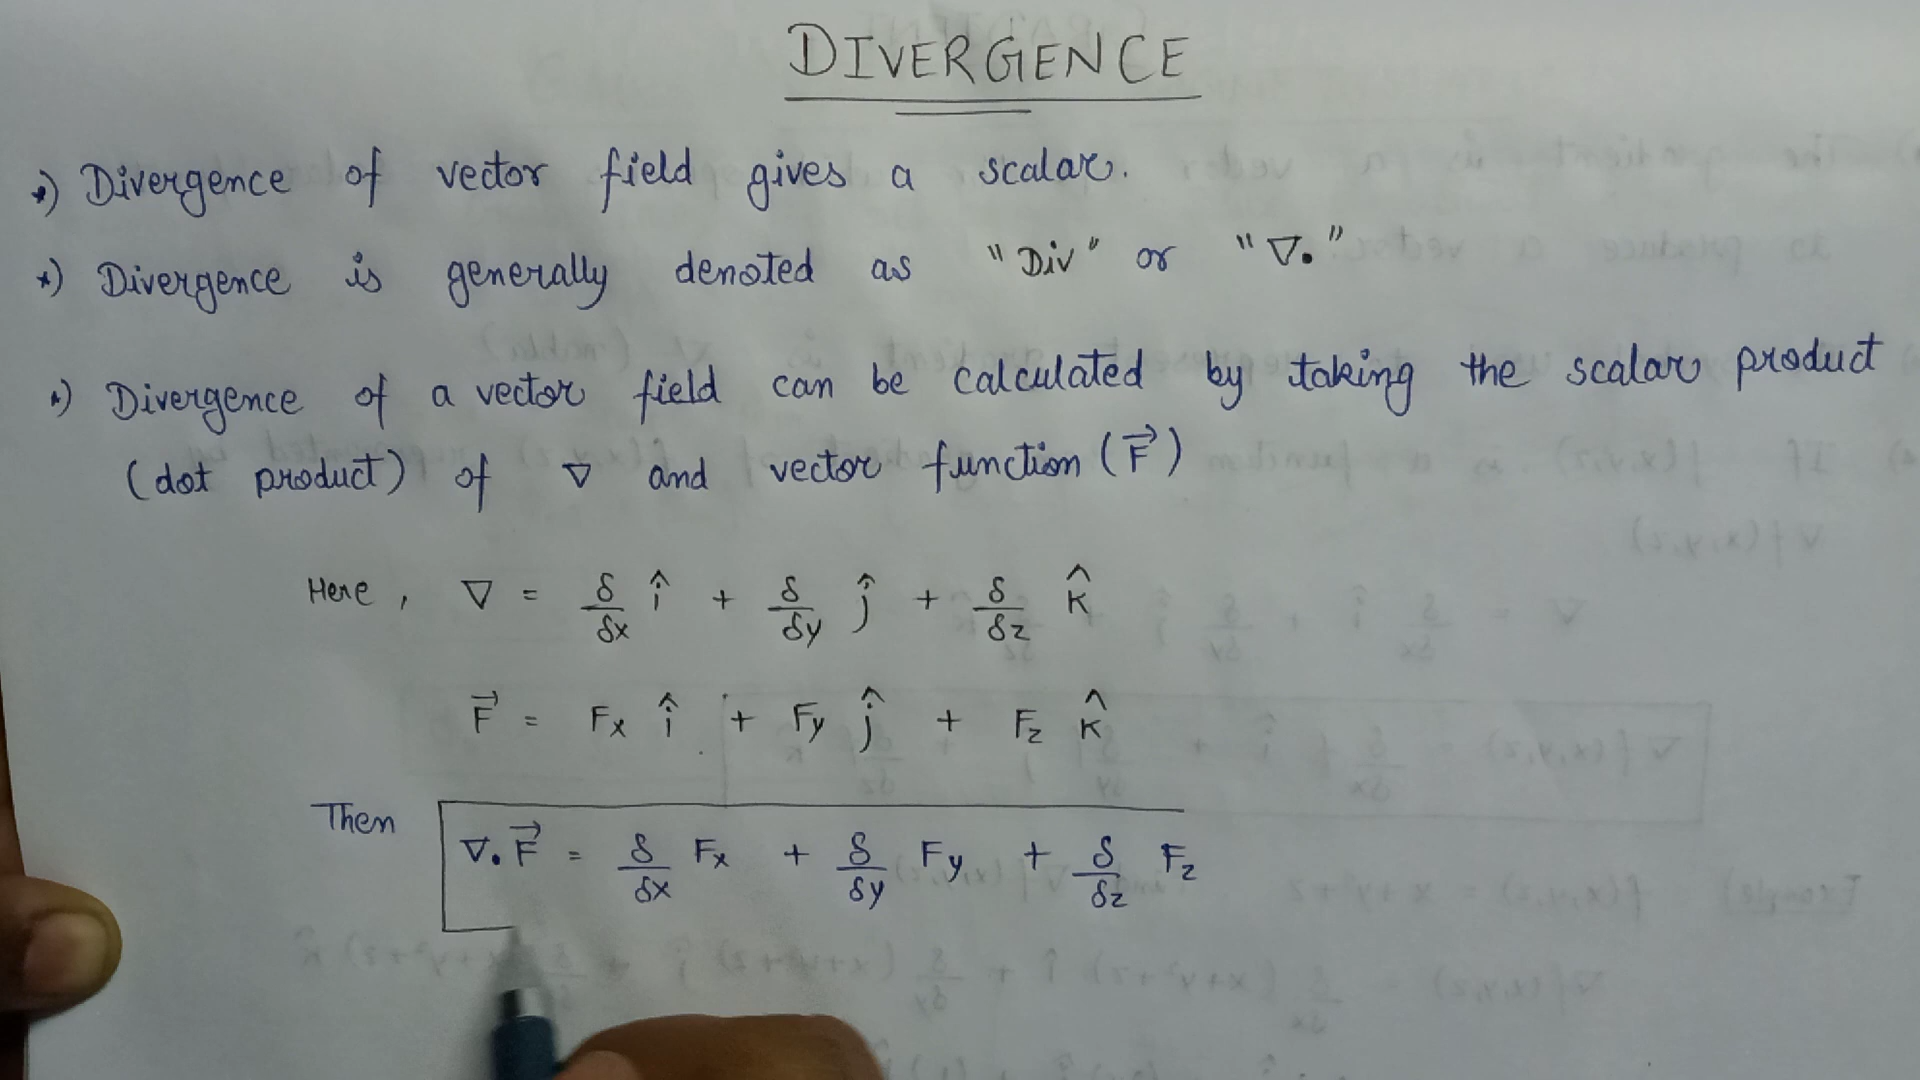 DIVERGENCE
*) Divergence of vector field gives a scalar.
*) Divergence is generally denoted as "Div" or "∇."
*) Divergence of a vector field can be calculated by taking the scalar product
(dot product) of ∇ and vector function (F⃗)
Here, ∇ = δ/δx î + δ/δy ĵ + δ/δz k̂
F⃗ = Fx î + Fy ĵ + Fz k̂
Then ∇.F⃗ = δ/δx Fx + δ/δy Fy + δ/δz Fz